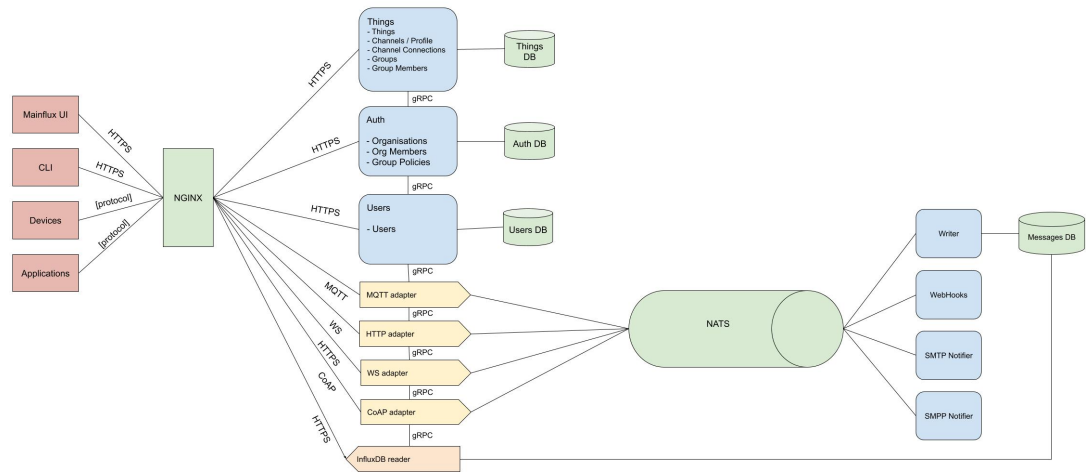 Things
- Things
- Channels / Profile
- Channel Connections
- Groups
- Group Members
Things
DB
HTTPS
gRPC
Mainflux UI
HTTPS
Auth
- Organisations
- Org Members
- Group Policies
Auth DB
HTTPS
CLI
HTTPS
NGINX
gRPC
[protocol]
Devices
HTTPS
Users
- Users
Users DB
[protocol]
Applications
gRPC
Writer
Messages DB
MQTT
MQTT adapter
gRPC
WebHooks
WS
HTTP adapter
NATS
gRPC
HTTPS
WS adapter
SMTP Notifier
gRPC
CoAP
CoAP adapter
SMPP Notifier
gRPC
HTTPS
InfluxDB reader